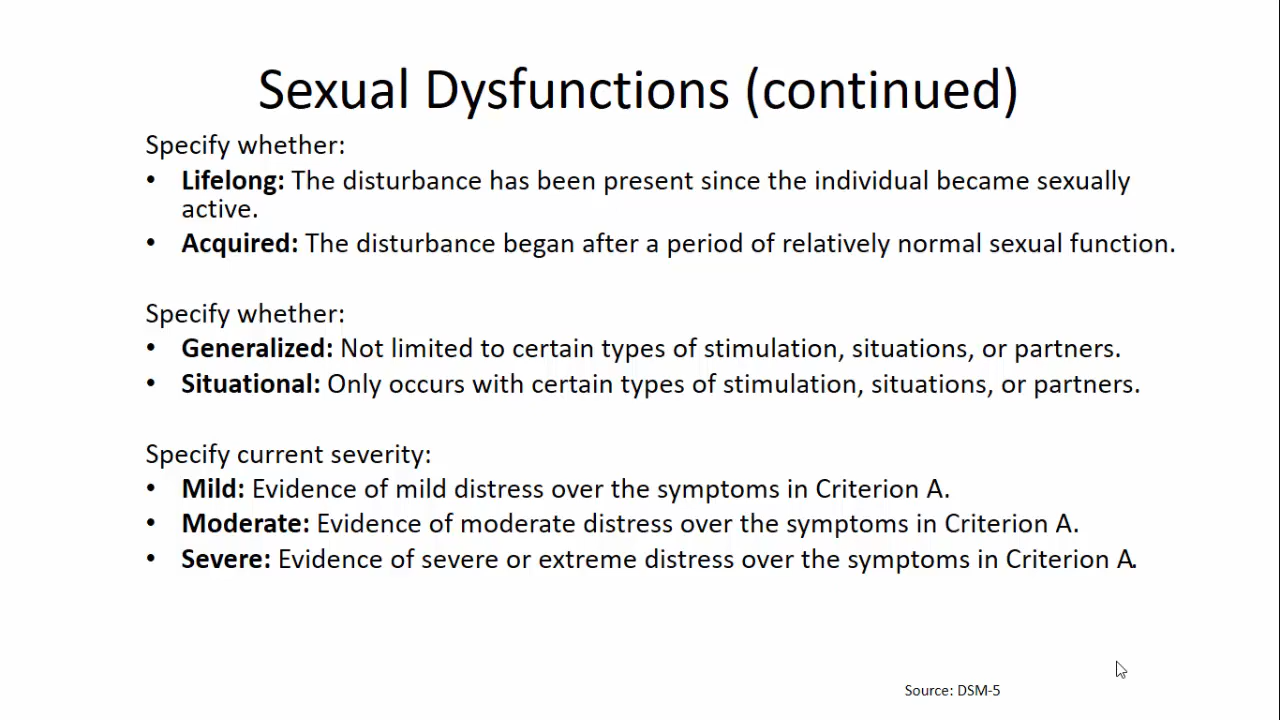 Sexual Dysfunctions (continued)
Specify whether:
• Lifelong: The disturbance has been present since the individual became sexually
active.
• Acquired: The disturbance began after a period of relatively normal sexual function.
Specify whether:
• Generalized: Not limited to certain types of stimulation, situations, or partners.
• Situational: Only occurs with certain types of stimulation, situations, or partners.
Specify current severity:
• Mild: Evidence of mild distress over the symptoms in Criterion A.
• Moderate: Evidence of moderate distress over the symptoms in Criterion A.
• Severe: Evidence of severe or extreme distress over the symptoms in Criterion A.
Source: DSM-5